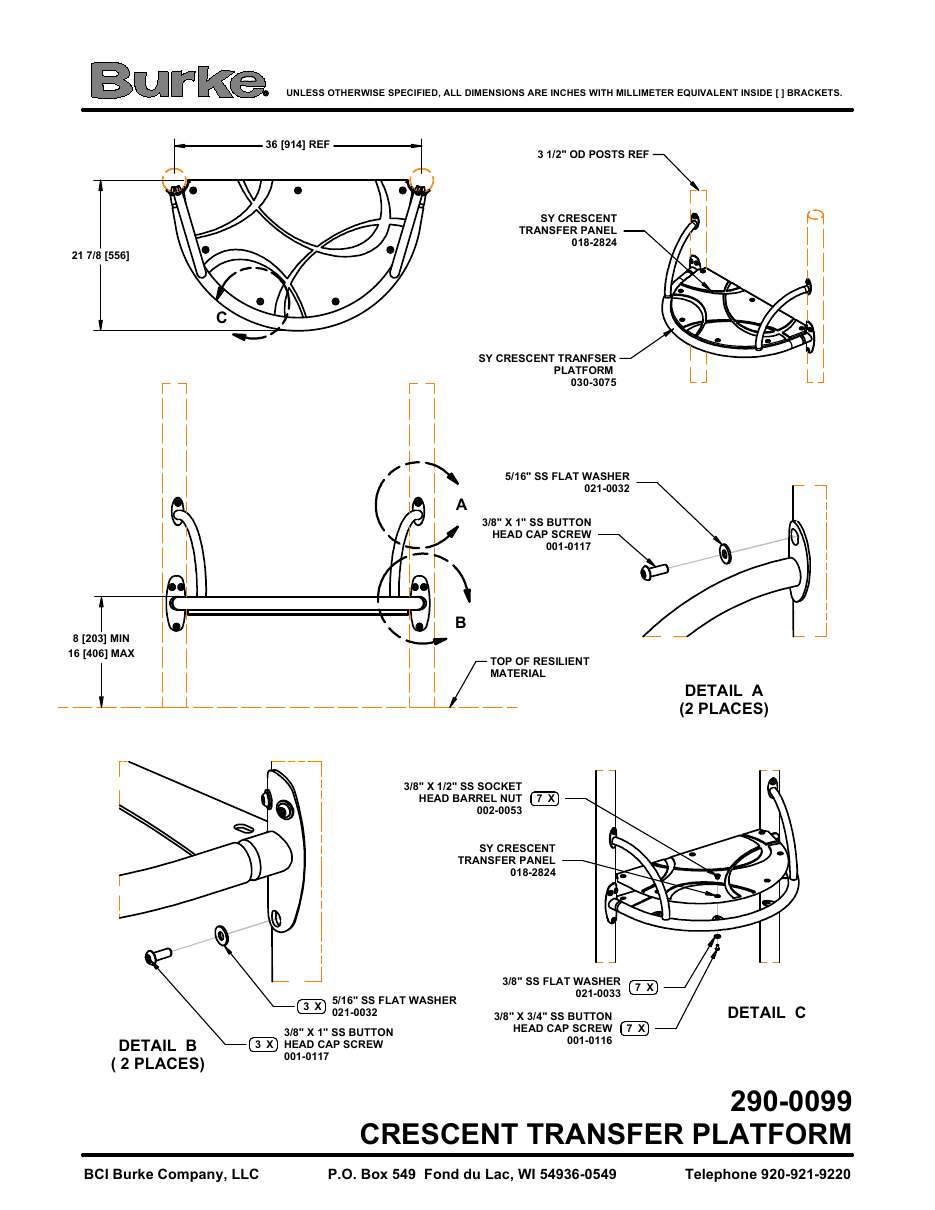 Burke
UNLESS OTHERWISE SPECIFIED, ALL DIMENSIONS ARE INCHES WITH MILLIMETER EQUIVALENT INSIDE [ ] BRACKETS.
36 [914] REF
21 7/8 [556]
C
3 1/2" OD POSTS REF
SY CRESCENT
TRANSFER PANEL
018-2824
SY CRESCENT TRANFSER
PLATFORM
030-3075
A
B
8 [203] MIN
16 [406] MAX
TOP OF RESILIENT
MATERIAL
5/16" SS FLAT WASHER
021-0032
3/8" X 1" SS BUTTON
HEAD CAP SCREW
001-0117
DETAIL A
(2 PLACES)
3 X
5/16" SS FLAT WASHER
021-0032
3 X
3/8" X 1" SS BUTTON
HEAD CAP SCREW
001-0117
DETAIL B
( 2 PLACES)
3/8" X 1/2" SS SOCKET
HEAD BARREL NUT
002-0053
7 X
SY CRESCENT
TRANSFER PANEL
018-2824
3/8" SS FLAT WASHER
021-0033
7 X
3/8" X 3/4" SS BUTTON
HEAD CAP SCREW
001-0116
7 X
DETAIL C
290-0099
CRESCENT TRANSFER PLATFORM
BCI Burke Company, LLC
P.O. Box 549 Fond du Lac, WI 54936-0549
Telephone 920-921-9220